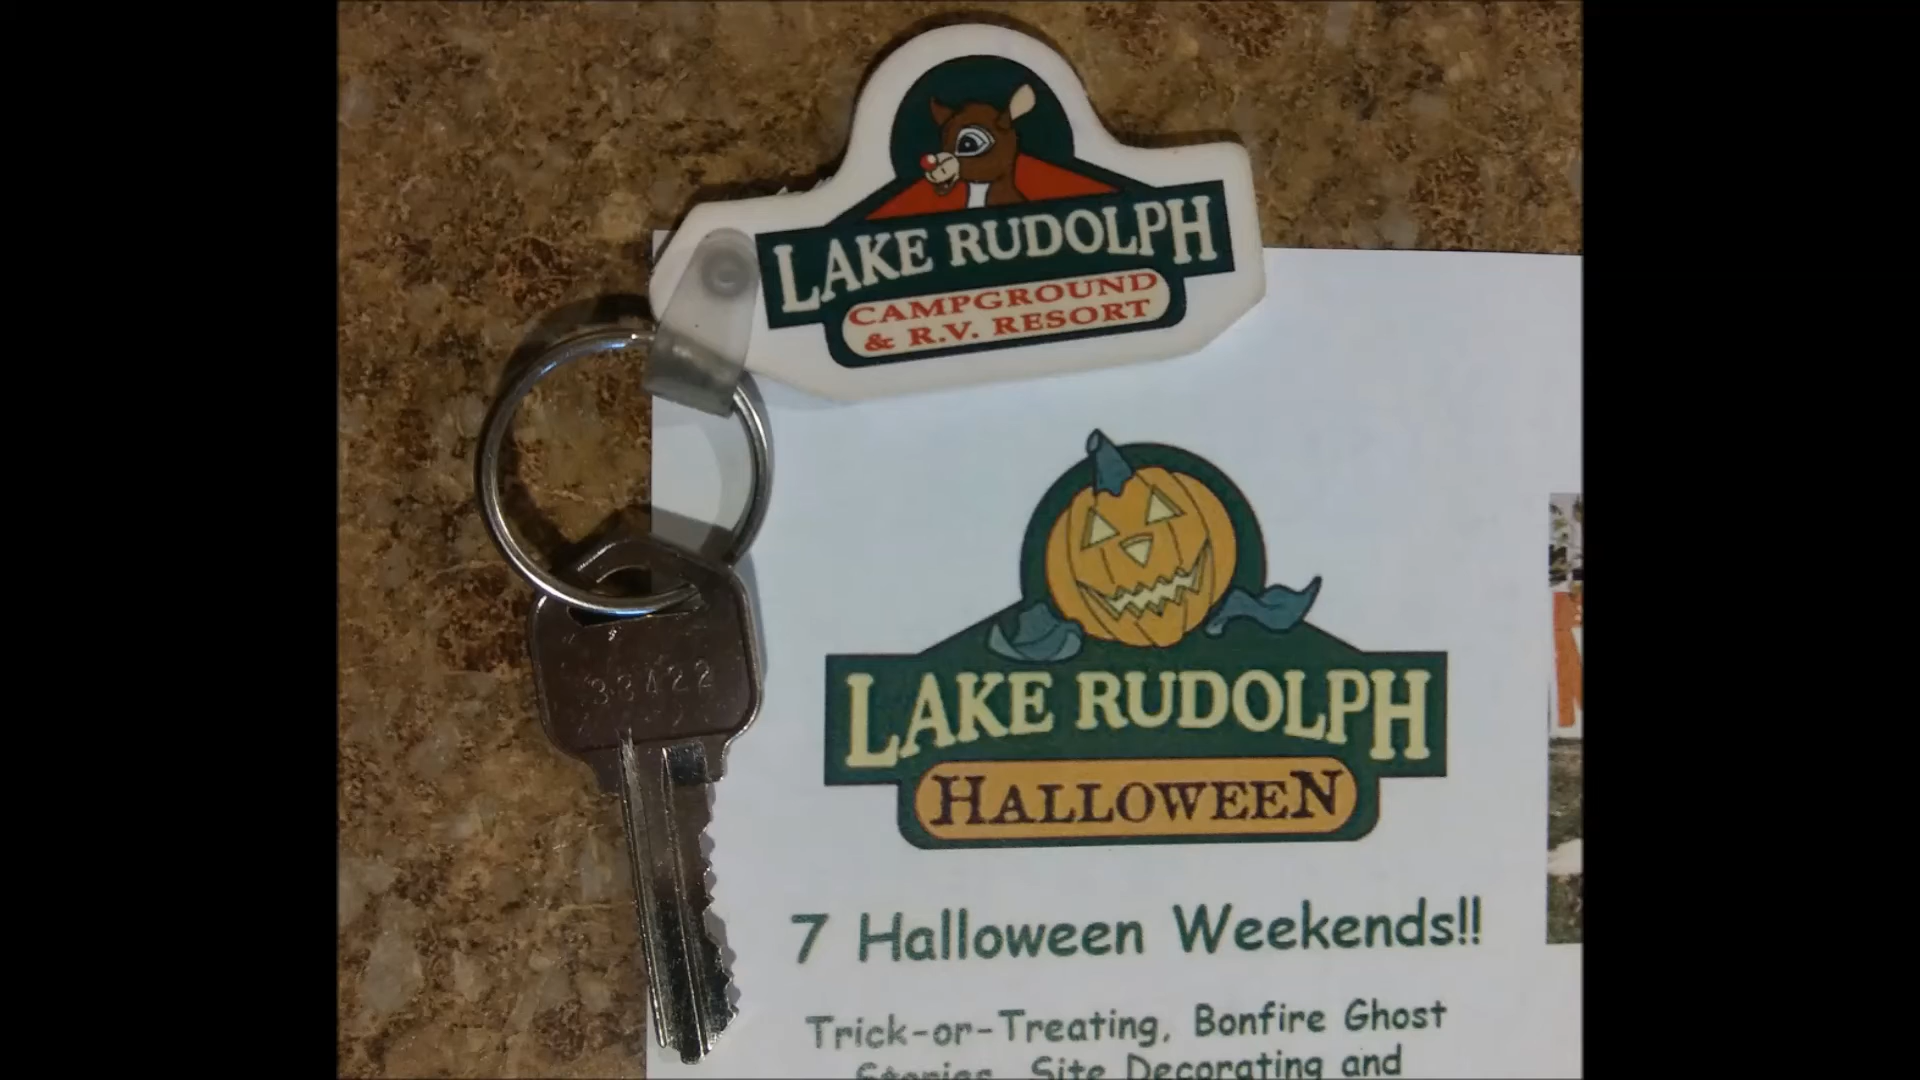 LAKE RUDOLPH
CAMPGROUND
& R.V. RESORT
33422
LAKE RUDOLPH
HALLOWEEN
7 Halloween Weekends!!
Trick-or-Treating, Bonfire Ghost
Stories, Site Decorating and